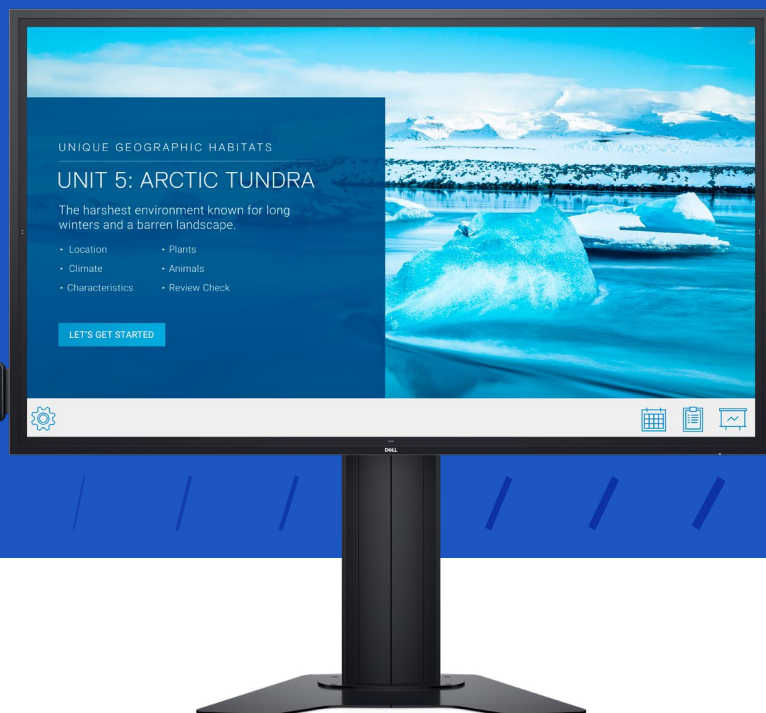 UNIQUE GEOGRAPHIC HABITATS
UNIT 5: ARCTIC TUNDRA
The harshest environment known for long
winters and a barren landscape.
• Location
• Climate
• Characteristics
• Plants
• Animals
• Review Check
LET'S GET STARTED
DELL